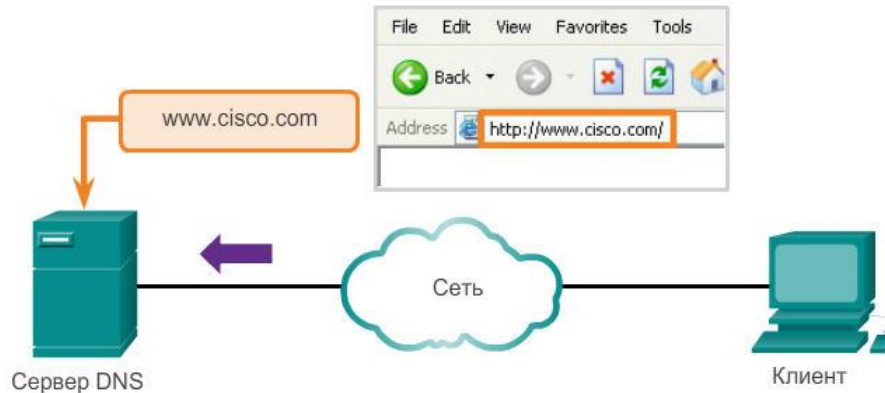 File Edit View Favorites Tools
Back
www.cisco.com
Address http://www.cisco.com/
Сеть
Сервер DNS
Клиент